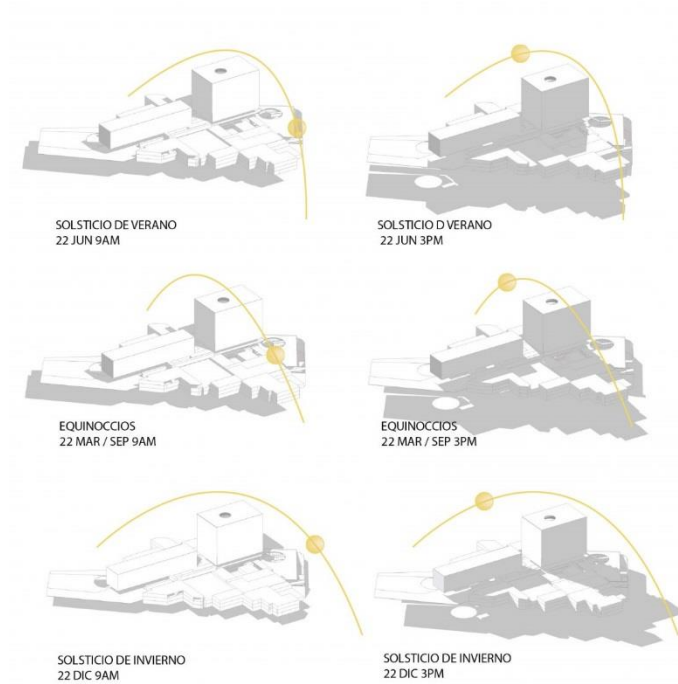 SOLSTICIO DE VERANO
22 JUN 9AM
SOLSTICIO D VERANO
22 JUN 3PM
EQUINOCCIOS
22 MAR / SEP 9AM
EQUINOCCIOS
22 MAR / SEP 3PM
SOLSTICIO DE INVIERNO
22 DIC 9AM
SOLSTICIO DE INVIERNO
22 DIC 3PM